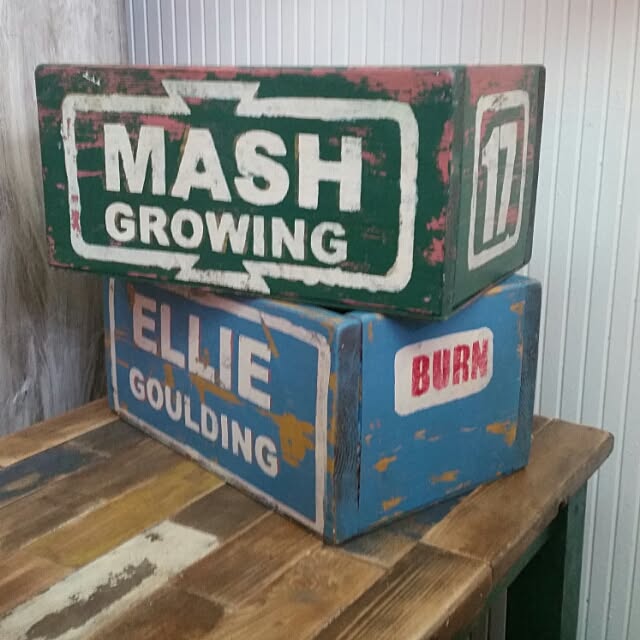 MASH
GROWING
17
ELLIE
GOULDING
BURN